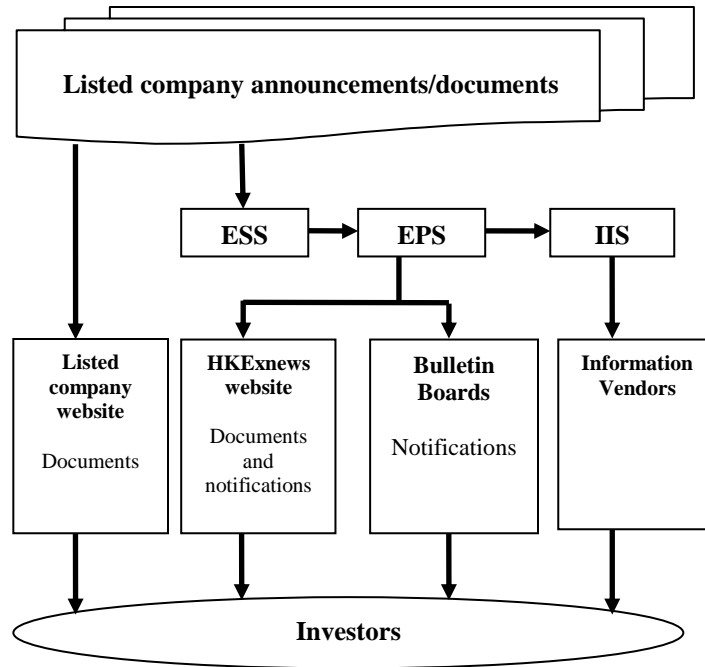 Listed company announcements/documents
ESS
EPS
IIS
Listed
company
website
Documents
HKExnews
website
Documents
and
notifications
Bulletin
Boards
Notifications
Information
Vendors
Investors